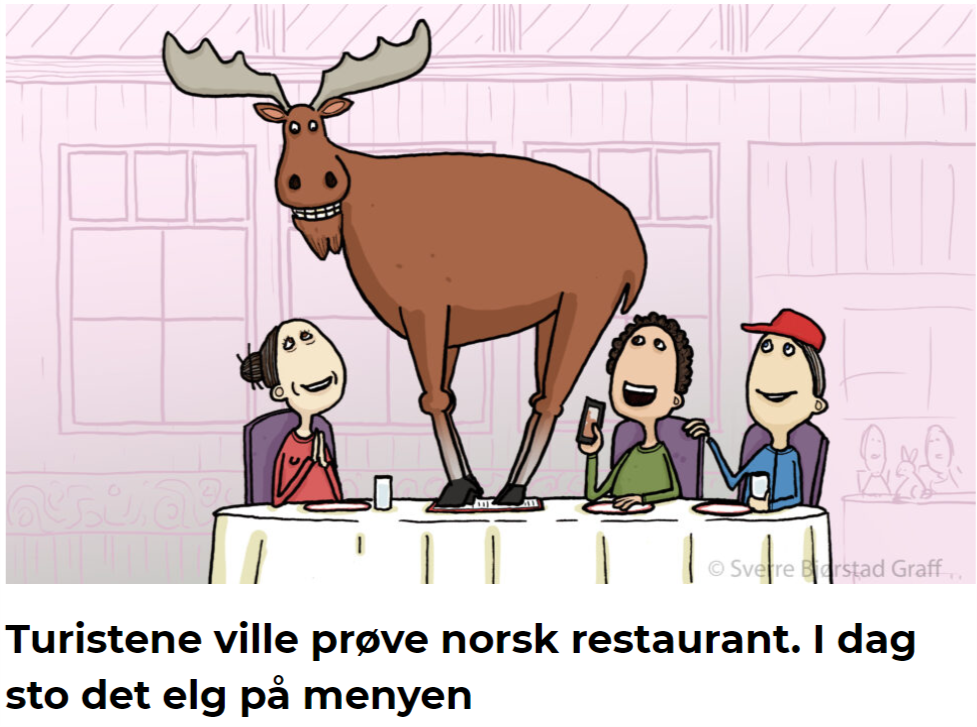 © Sverre Bjørstad Graff
Turistene ville prøve norsk restaurant. I dag
sto det elg på menyen